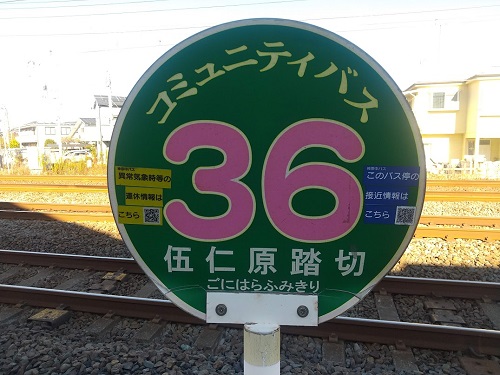 コミュニティバス
36
異常気象時等の
運休情報は
こちら
このバス停の
接近情報は
こちら
伍仁原踏切
ごにはらふみきり